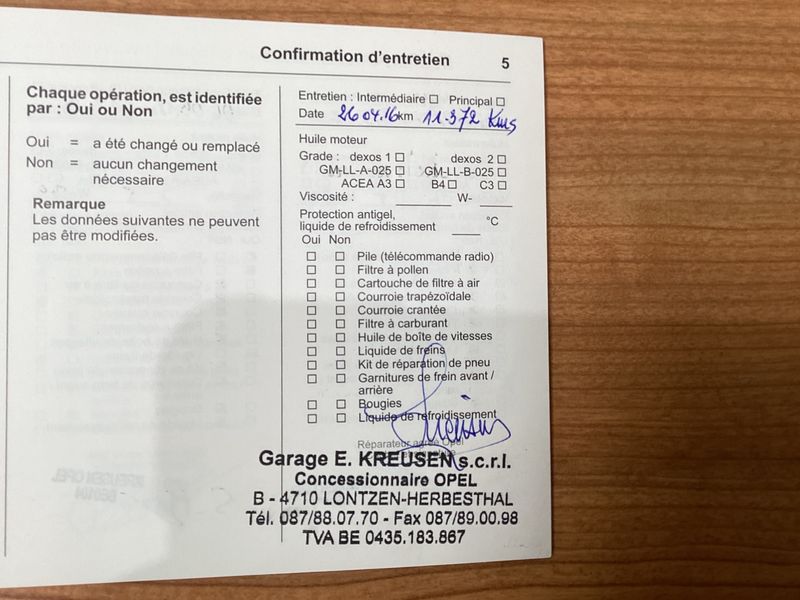 Confirmation d'entretien 5
Chaque opération, est identifiée
par : Oui ou Non
Oui = a été changé ou remplacé
Non = aucun changement
nécessaire
Remarque
Les données suivantes ne peuvent
pas être modifiées.
Entretien : Intermédiaire □ Principal □
Date 26.04.16 km 11.372 Kms
Huile moteur
Grade : dexos 1 □ dexos 2 □
GM-LL-A-025 □ GM-LL-B-025 □
ACEA A3 □ B4 □ C3 □
Viscosité : ______ W- ______
Protection antigel,
liquide de refroidissement ____ °C
Oui Non
□ □ Pile (télécommande radio)
□ □ Filtre à pollen
□ □ Cartouche de filtre à air
□ □ Courroie trapézoïdale
□ □ Courroie crantée
□ □ Filtre à carburant
□ □ Huile de boîte de vitesses
□ □ Liquide de freins
□ □ Kit de réparation de pneu
□ □ Garnitures de frein avant /
arrière
□ □ Bougies
□ □ Liquide de refroidissement
Réparateur agréé Opel
Garage E. KREUSEN s.c.r.l.
Concessionnaire OPEL
B - 4710 LONTZEN-HERBESTHAL
Tél. 087/88.07.70 - Fax 087/89.00.98
TVA BE 0435.183.867